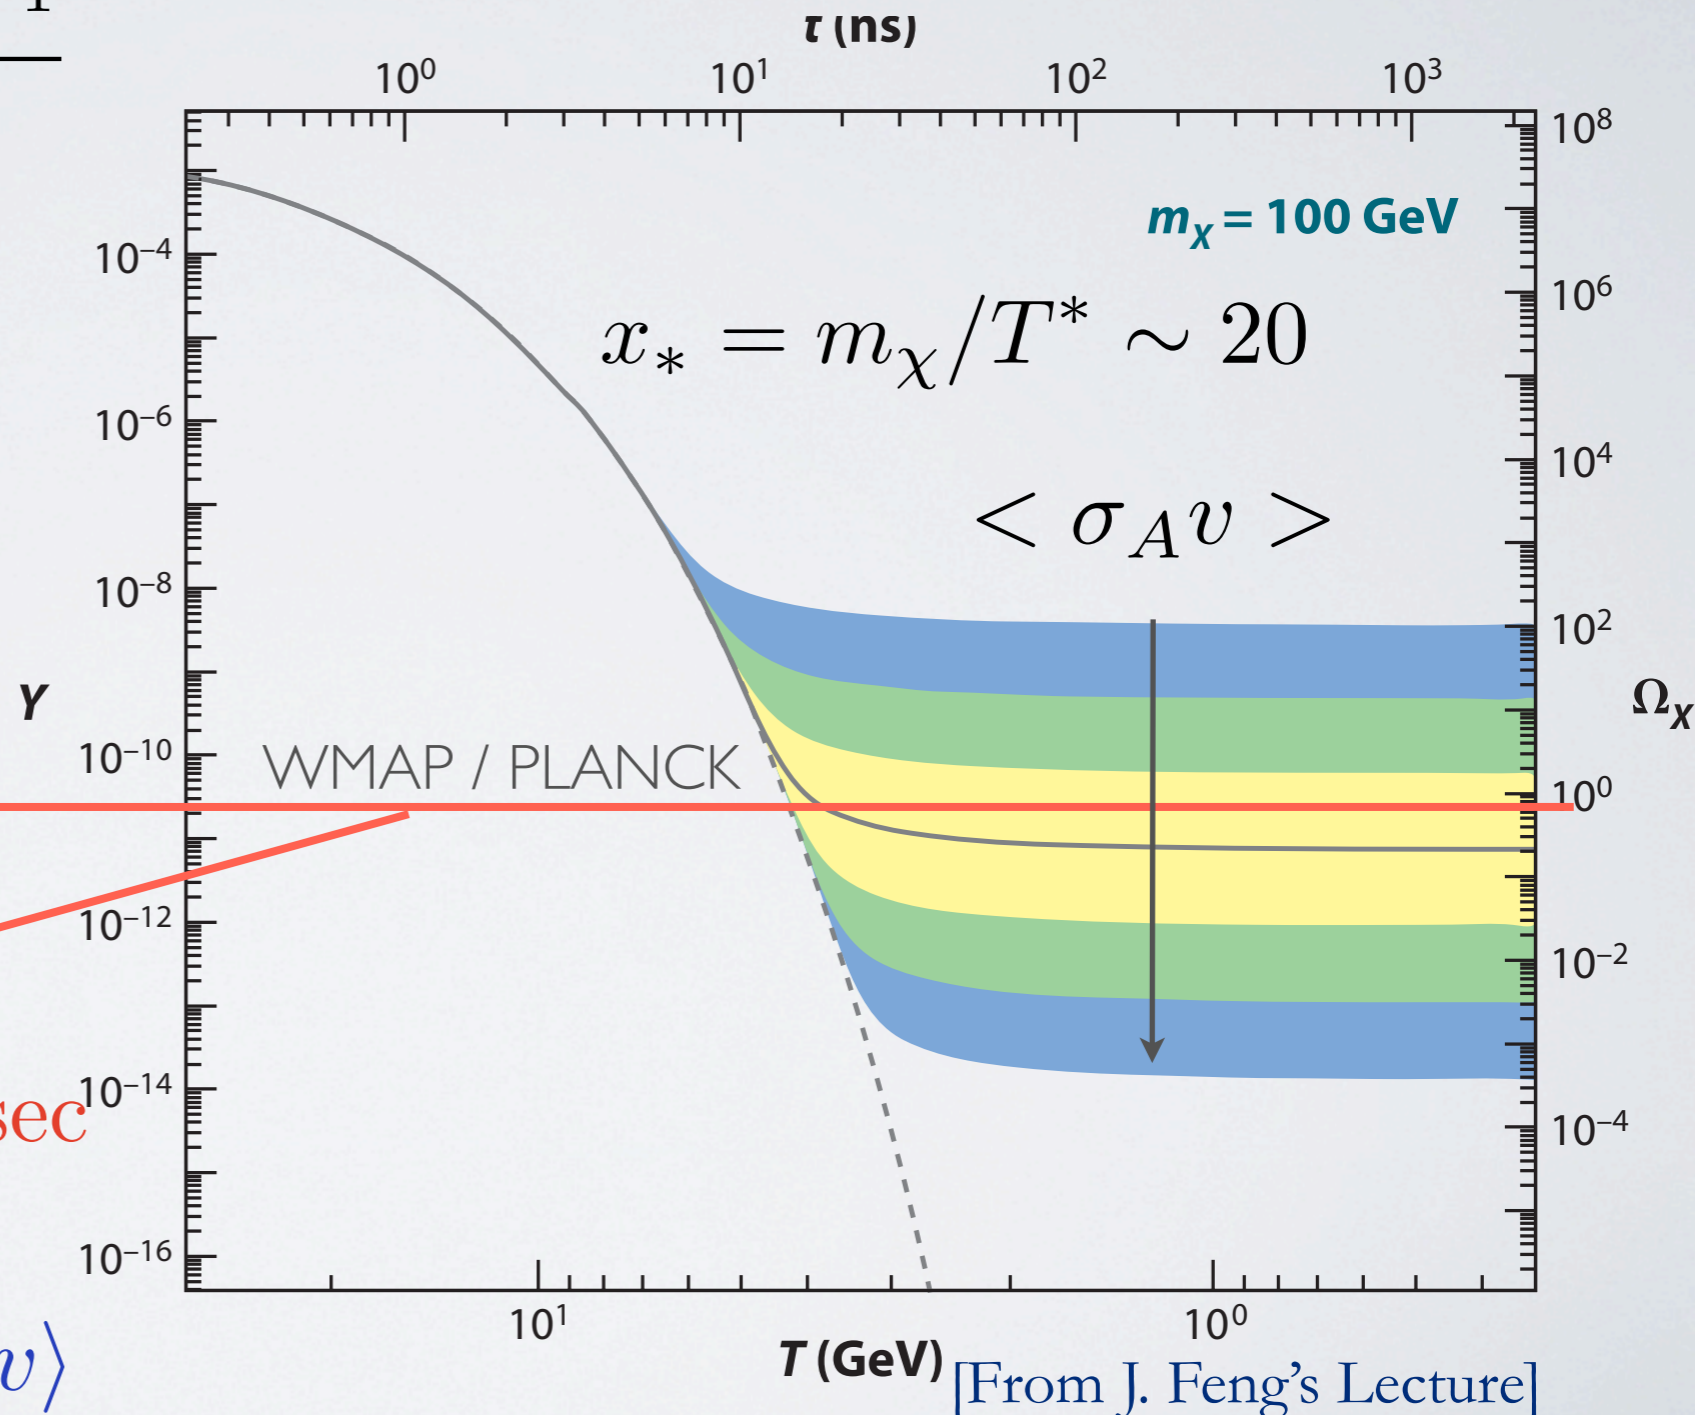 t (ns)
10⁰ 10¹ 10² 10³
10⁸
m_X = 100 GeV
10⁻⁴
x_* = m_χ/T* ∼ 20
10⁶
10⁻⁶
10⁴
< σ_A v >
10⁻⁸
10²
Y
Ω_X
10⁻¹⁰
WMAP / PLANCK
10⁰
10⁻¹²
10⁻²
10⁻¹⁴
sec
10⁻⁴
10⁻¹⁶
10¹ 10⁰
v⟩
T (GeV)
[From J. Feng's Lecture]